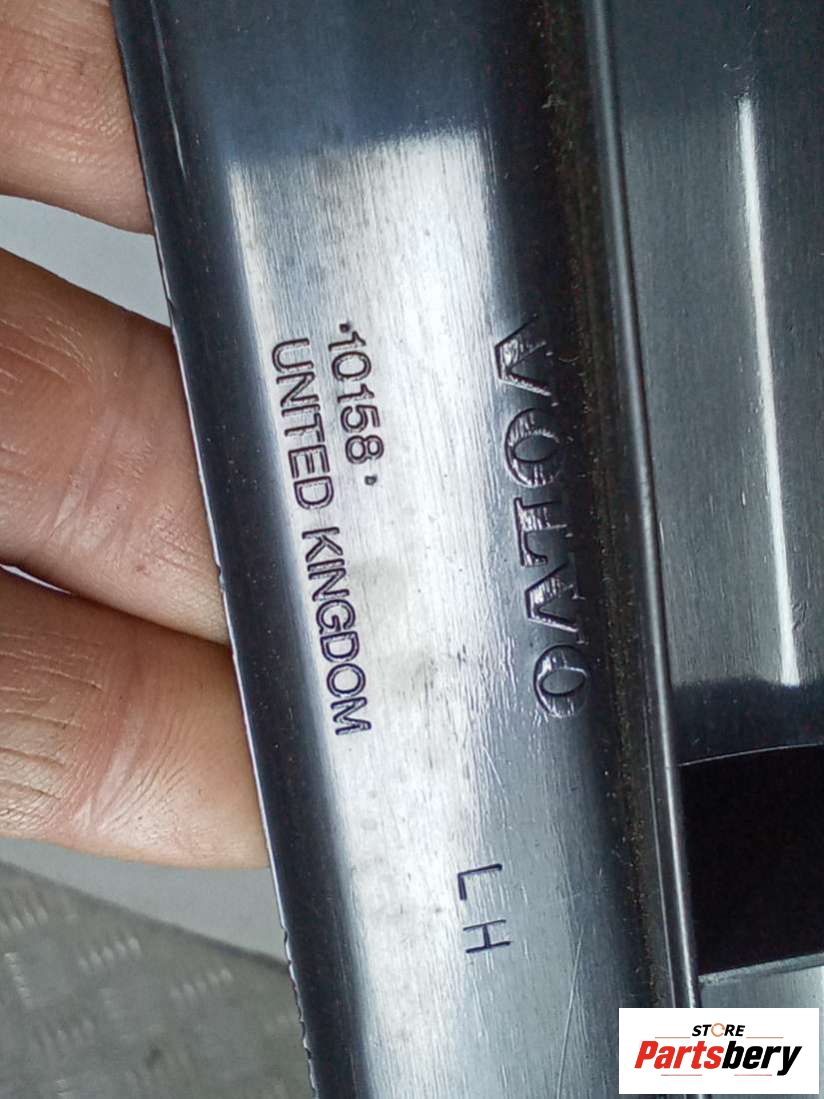 VOLVO
'10158'
UNITED KINGDOM
LH
STORE
Partsbery